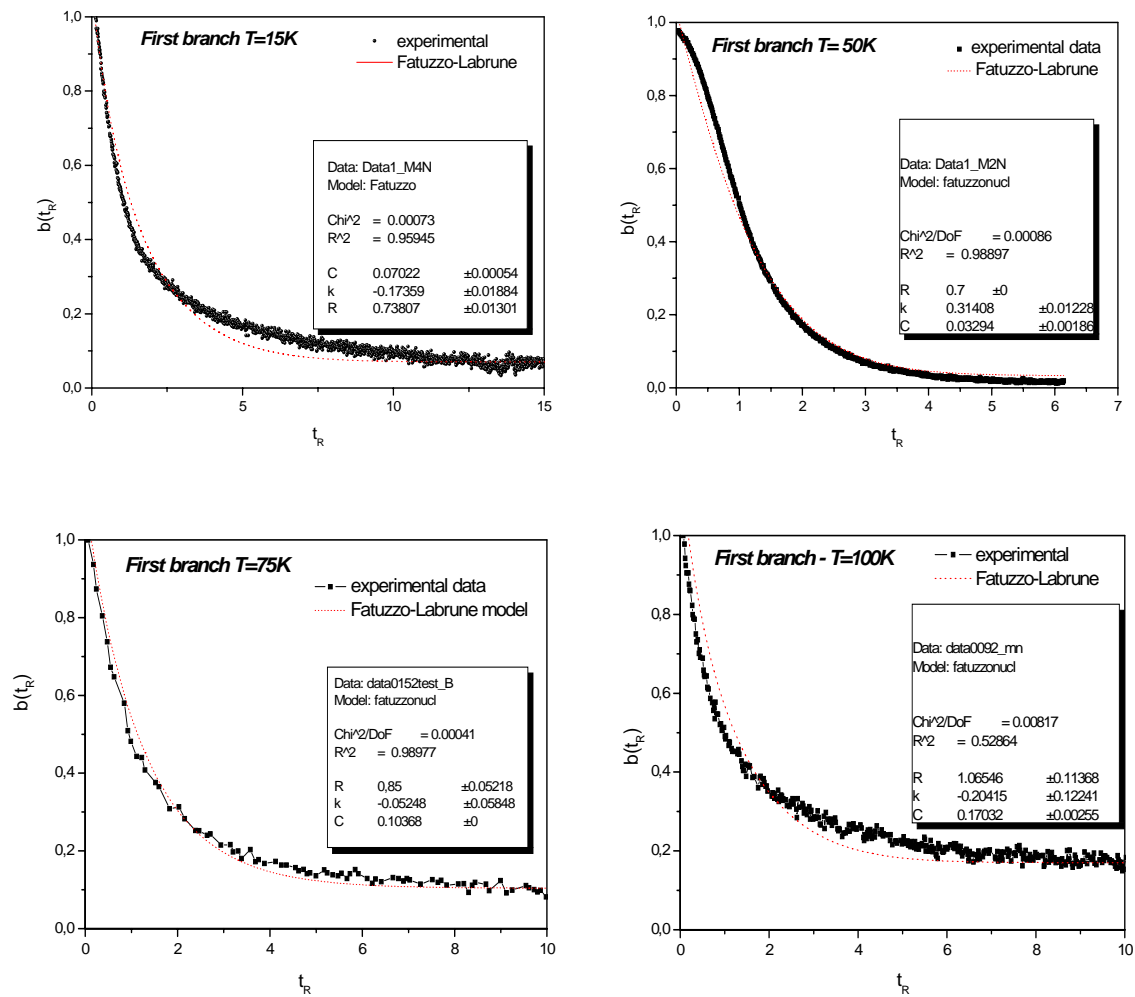 First branch T=15K
experimental
Fatuzzo-Labrune
Data: Data1_M4N
Model: Fatuzzo
Chi^2 = 0.00073
R^2 = 0.95945
C 0.07022 ±0.00054
k -0.17359 ±0.01884
R 0.73807 ±0.01301
1,0
0,8
0,6
0,4
0,2
0,0
b(t_R)
0 5 10 15
t_R
First branch T= 50K
experimental data
Fatuzzo-Labrune
Data: Data1_M2N
Model: fatuzzonucl
Chi^2/DoF = 0.00086
R^2 = 0.98897
R 0.7 ±0
k 0.31408 ±0.01228
C 0.03294 ±0.00186
1,0
0,8
0,6
0,4
0,2
0,0
b(t_R)
0 1 2 3 4 5 6 7
t_R
First branch T=75K
experimental data
Fatuzzo-Labrune model
Data: data0152test_B
Model: fatuzzonucl
Chi^2/DoF = 0.00041
R^2 = 0.98977
R 0,85 ±0.05218
k -0.05248 ±0.05848
C 0.10368 ±0
1,0
0,8
0,6
0,4
0,2
0,0
b(t_R)
0 2 4 6 8 10
t_R
First branch - T=100K
experimental
Fatuzzo-Labrune
Data: data0092_mn
Model: fatuzzonucl
Chi^2/DoF = 0.00817
R^2 = 0.52864
R 1.06546 ±0.11368
k -0.20415 ±0.12241
C 0.17032 ±0.00255
1,0
0,8
0,6
0,4
0,2
0,0
b(t_R)
0 2 4 6 8 10
t_R